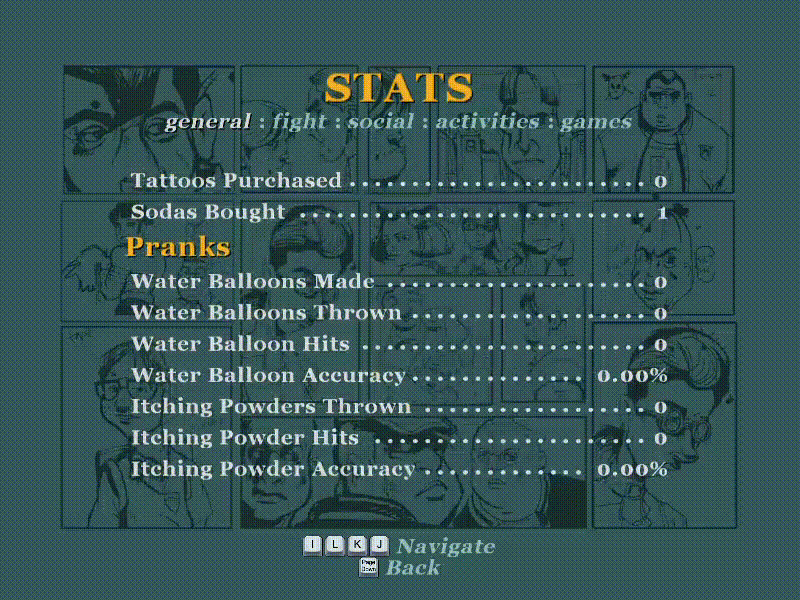 STATS
general : fight : social : activities : games
Tattoos Purchased ............................ 0
Sodas Bought ................................. 1
Pranks
Water Balloons Made ......................... 0
Water Balloons Thrown ...................... 0
Water Balloon Hits ........................... 0
Water Balloon Accuracy .............. 0.00%
Itching Powders Thrown ..................... 0
Itching Powder Hits .......................... 0
Itching Powder Accuracy ............. 0.00%
I L K J Navigate
Page Down Back